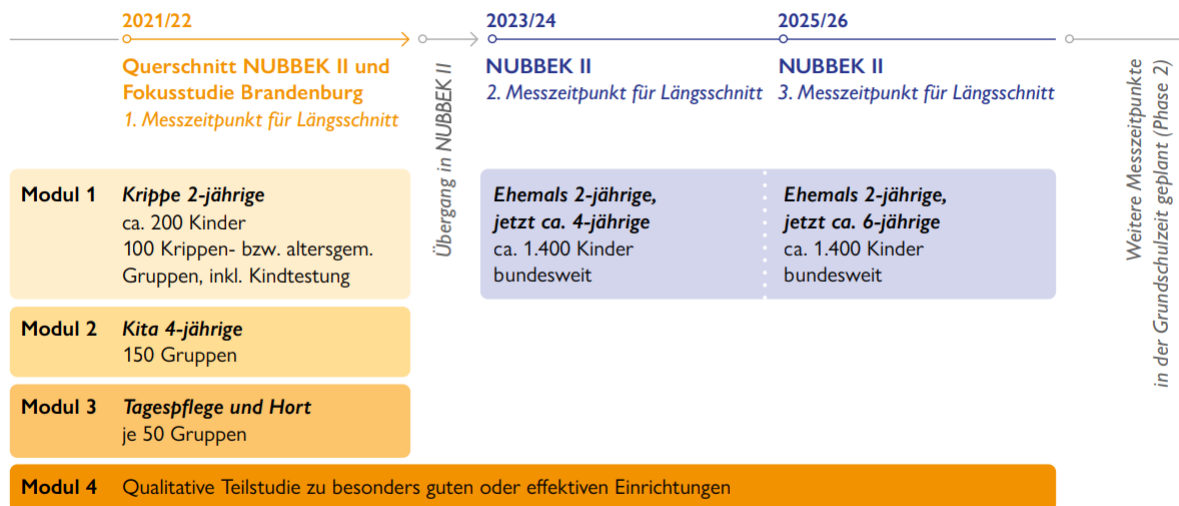 2021/22
Querschnitt NUBBEK II und
Fokusstudie Brandenburg
1. Messzeitpunkt für Längsschnitt
Übergang in NUBBEK II
2023/24
NUBBEK II
2. Messzeitpunkt für Längsschnitt
2025/26
NUBBEK II
3. Messzeitpunkt für Längsschnitt
Weitere Messzeitpunkte
in der Grundschulzeit geplant (Phase 2)
Modul 1
Krippe 2-jährige
ca. 200 Kinder
100 Krippen- bzw. altersgem.
Gruppen, inkl. Kindtestung
Ehemals 2-jährige,
jetzt ca. 4-jährige
ca. 1.400 Kinder
bundesweit
Ehemals 2-jährige,
jetzt ca. 6-jährige
ca. 1.400 Kinder
bundesweit
Modul 2
Kita 4-jährige
150 Gruppen
Modul 3
Tagespflege und Hort
je 50 Gruppen
Modul 4
Qualitative Teilstudie zu besonders guten oder effektiven Einrichtungen